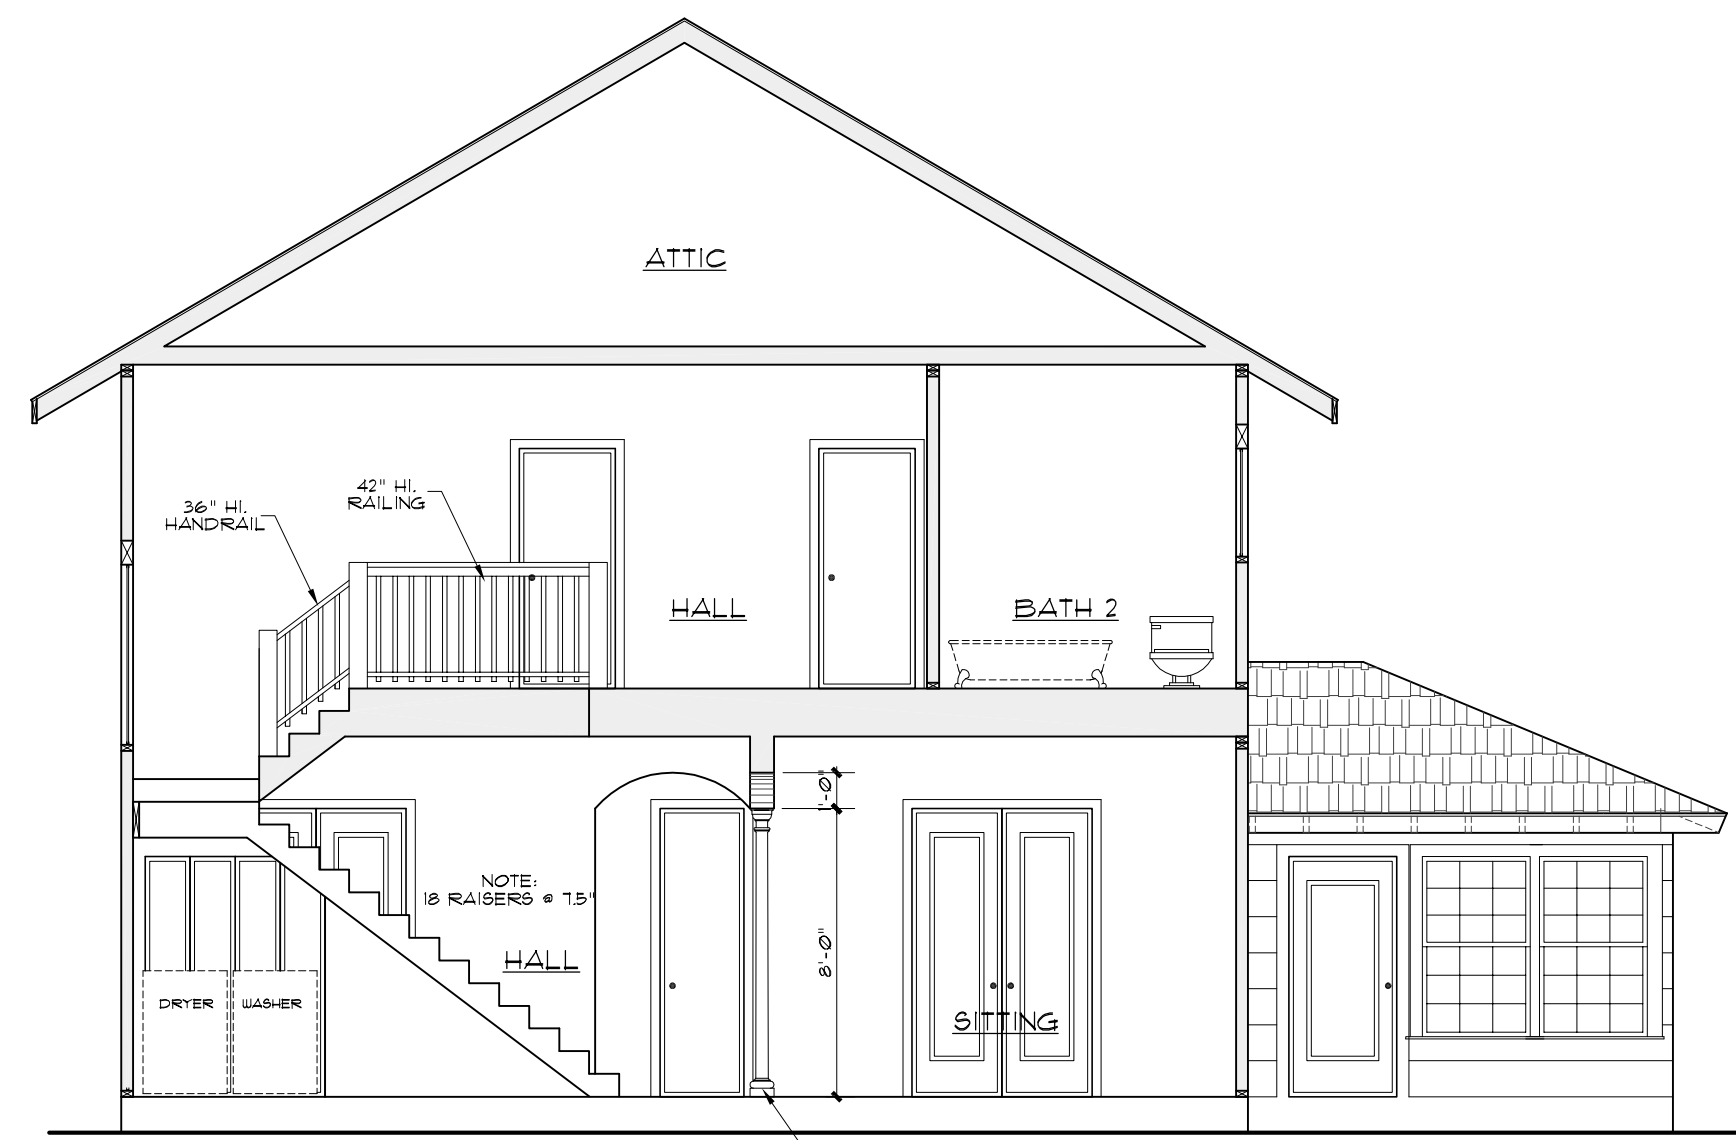 ATTIC
42" HI.
RAILING
36" HI.
HANDRAIL
HALL
BATH 2
1'-0"
NOTE:
18 RAISERS @ 7.5"
8'-0"
HALL
DRYER
WASHER
SITTING